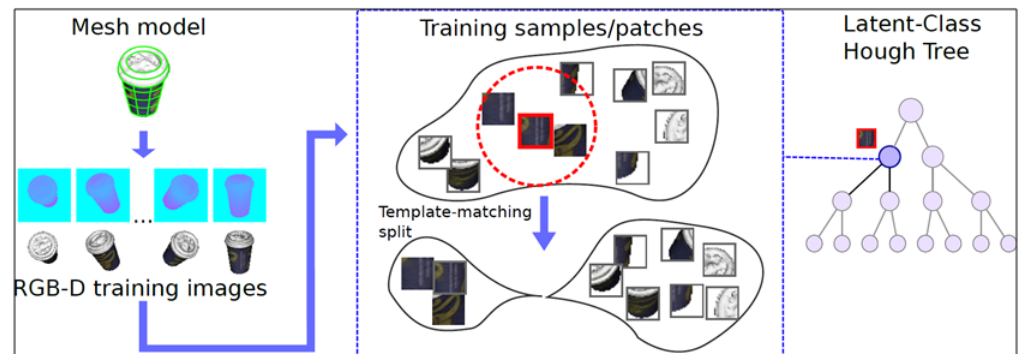 Mesh model
...
RGB-D training images
Training samples/patches
Template-matching
split
Latent-Class
Hough Tree